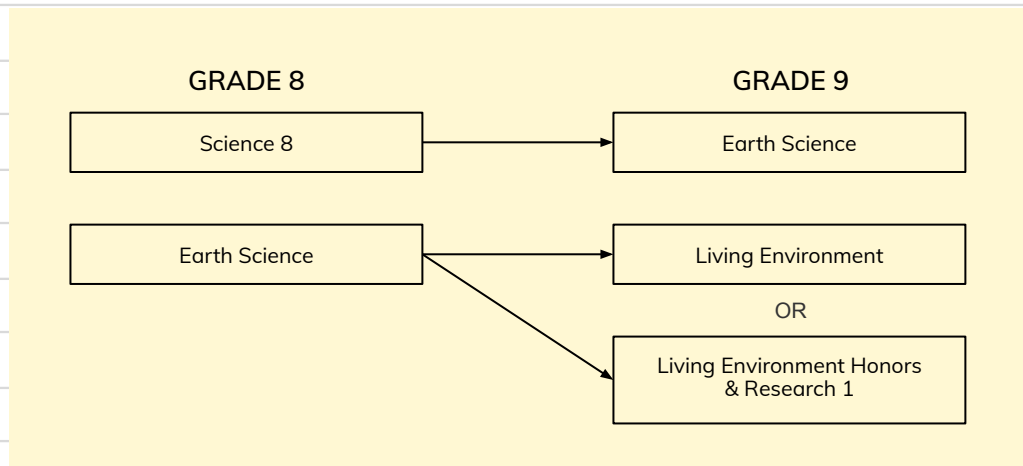 GRADE 8
GRADE 9
Science 8
Earth Science
Earth Science
Living Environment
OR
Living Environment Honors
& Research 1